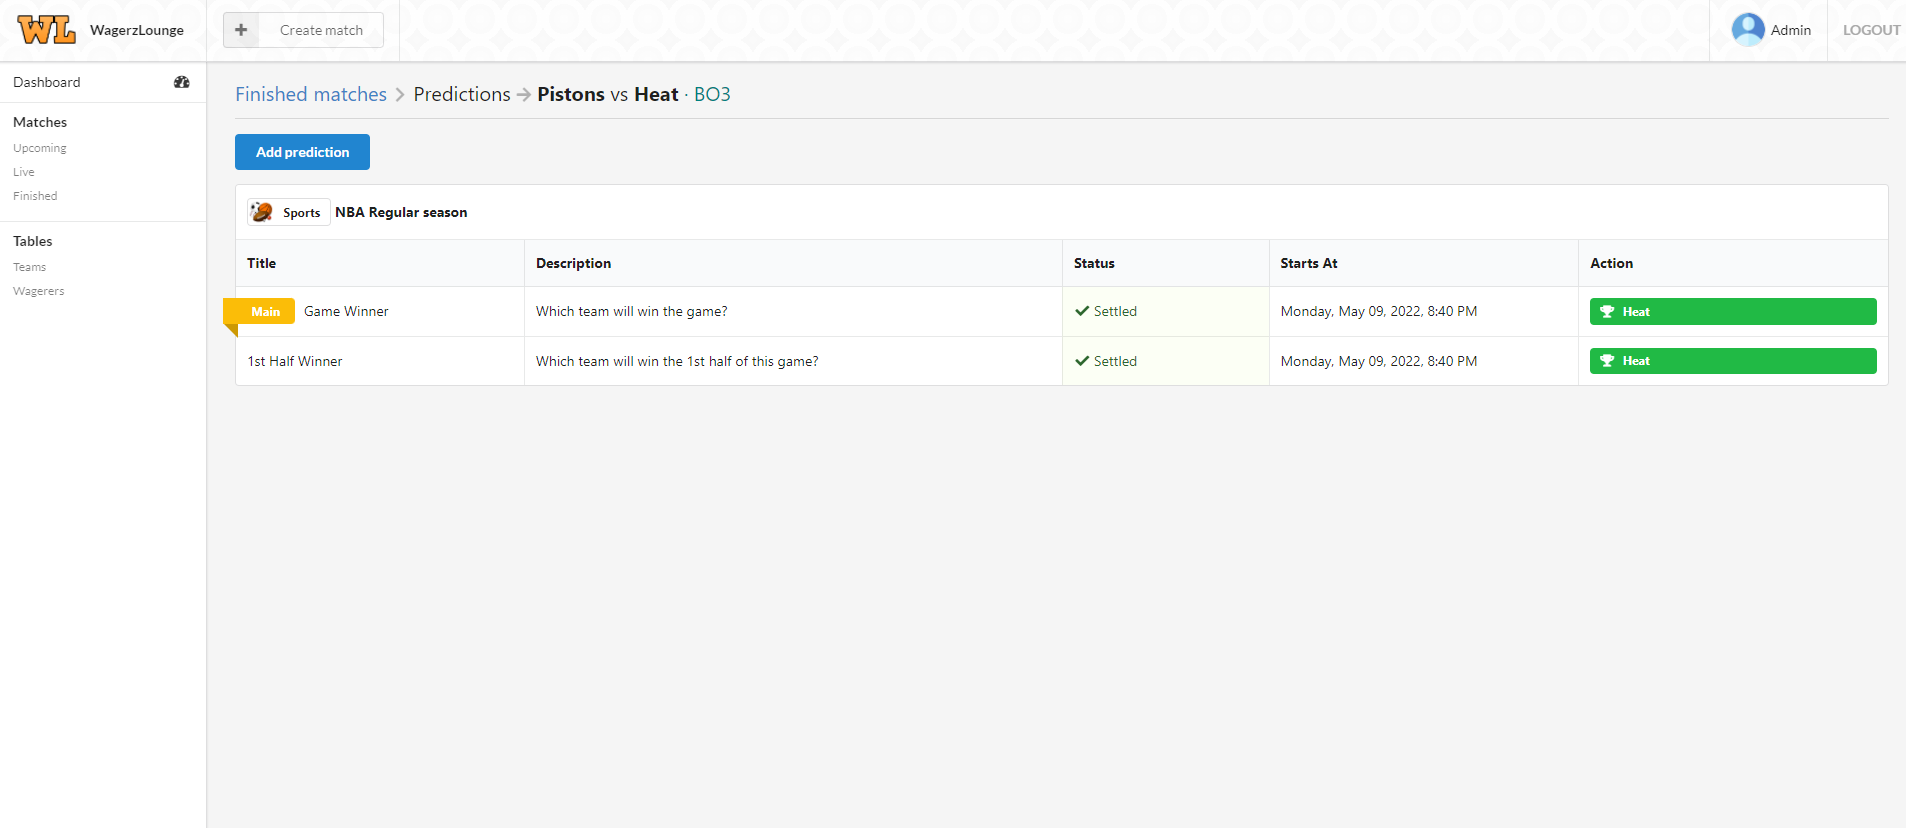 WL WagerzLounge
Create match
Admin
LOGOUT
Dashboard
Matches
Upcoming
Live
Finished
Tables
Teams
Wagerers
Finished matches Predictions Pistons vs Heat · BO3
Add prediction
Sports NBA Regular season
Title Description Status Starts At Action
Main Game Winner Which team will win the game? Settled Monday, May 09, 2022, 8:40 PM Heat
1st Half Winner Which team will win the 1st half of this game? Settled Monday, May 09, 2022, 8:40 PM Heat